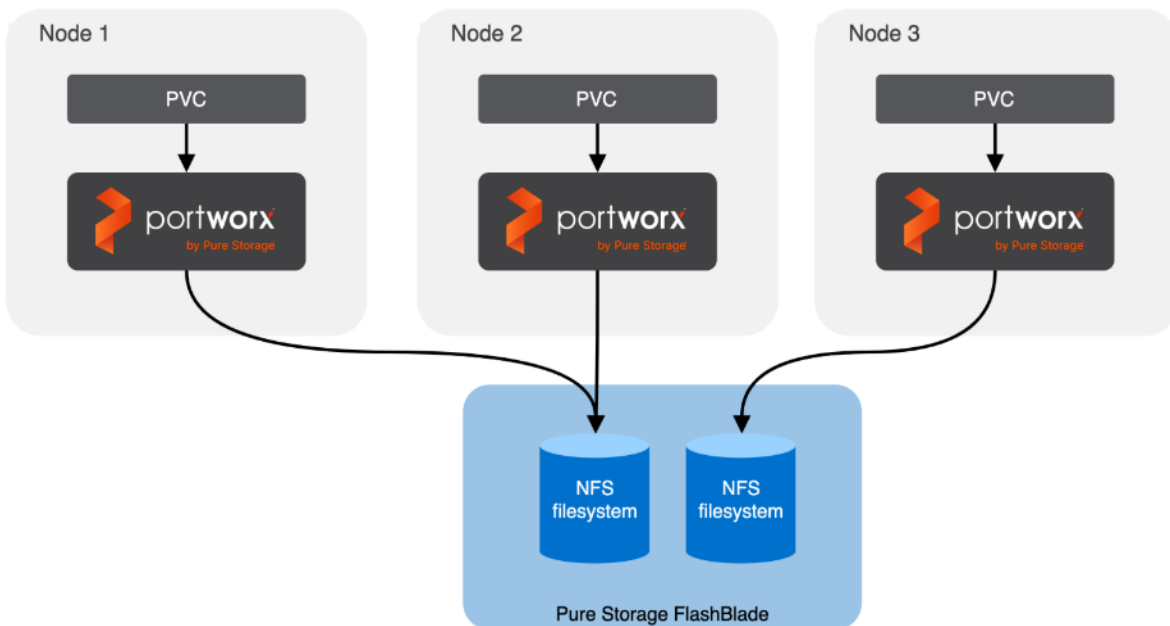 Node 1
Node 2
Node 3
PVC
PVC
PVC
portworx
by Pure Storage
portworx
by Pure Storage
portworx
by Pure Storage
NFS
filesystem
NFS
filesystem
Pure Storage FlashBlade